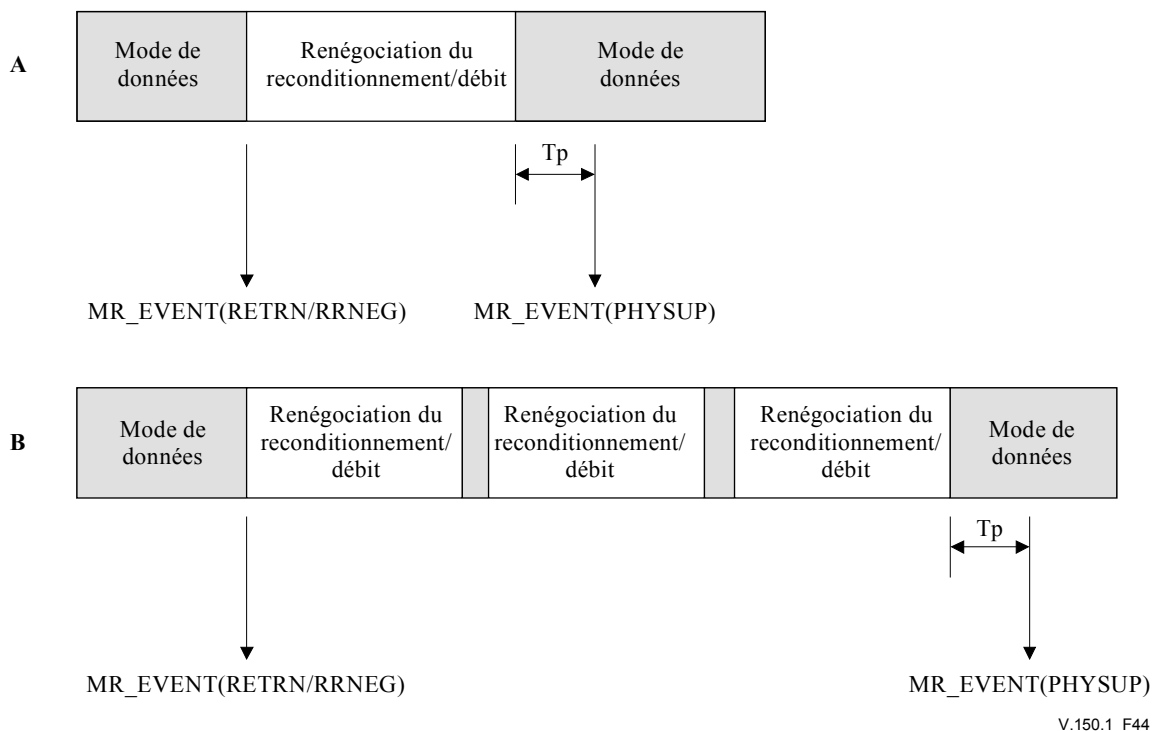 A
Mode de
données
Renégociation du
reconditionnement/débit
Mode de
données
Tp
MR_EVENT(RETRN/RRNEG)
MR_EVENT(PHYSUP)
B
Mode de
données
Renégociation du
reconditionnement/
débit
Renégociation du
reconditionnement/
débit
Renégociation du
reconditionnement/
débit
Mode de
données
Tp
MR_EVENT(RETRN/RRNEG)
MR_EVENT(PHYSUP)
V.150.1_F44